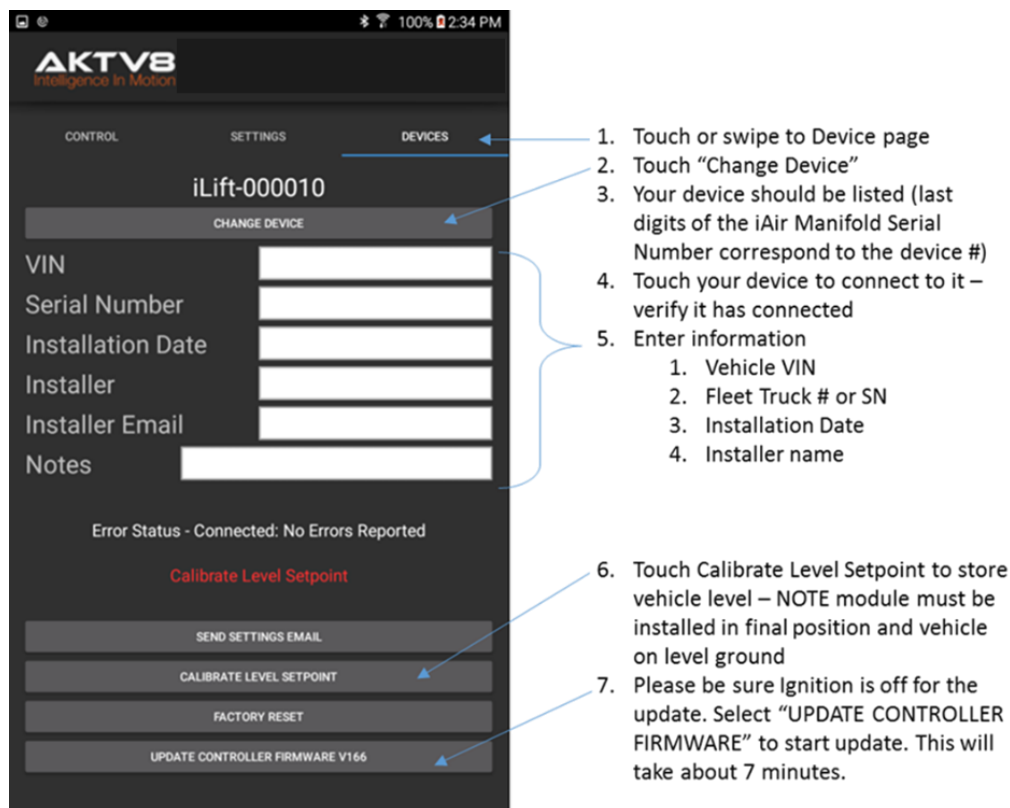 100% 2:34 PM
AKTV8
Intelligence In Motion
CONTROL SETTINGS DEVICES
iLift-000010
CHANGE DEVICE
VIN
Serial Number
Installation Date
Installer
Installer Email
Notes
Error Status - Connected: No Errors Reported
Calibrate Level Setpoint
SEND SETTINGS EMAIL
CALIBRATE LEVEL SETPOINT
FACTORY RESET
UPDATE CONTROLLER FIRMWARE V166
1. Touch or swipe to Device page
2. Touch “Change Device”
3. Your device should be listed (last
digits of the iAir Manifold Serial
Number correspond to the device #)
4. Touch your device to connect to it –
verify it has connected
5. Enter information
1. Vehicle VIN
2. Fleet Truck # or SN
3. Installation Date
4. Installer name
6. Touch Calibrate Level Setpoint to store
vehicle level – NOTE module must be
installed in final position and vehicle
on level ground
7. Please be sure Ignition is off for the
update. Select “UPDATE CONTROLLER
FIRMWARE” to start update. This will
take about 7 minutes.